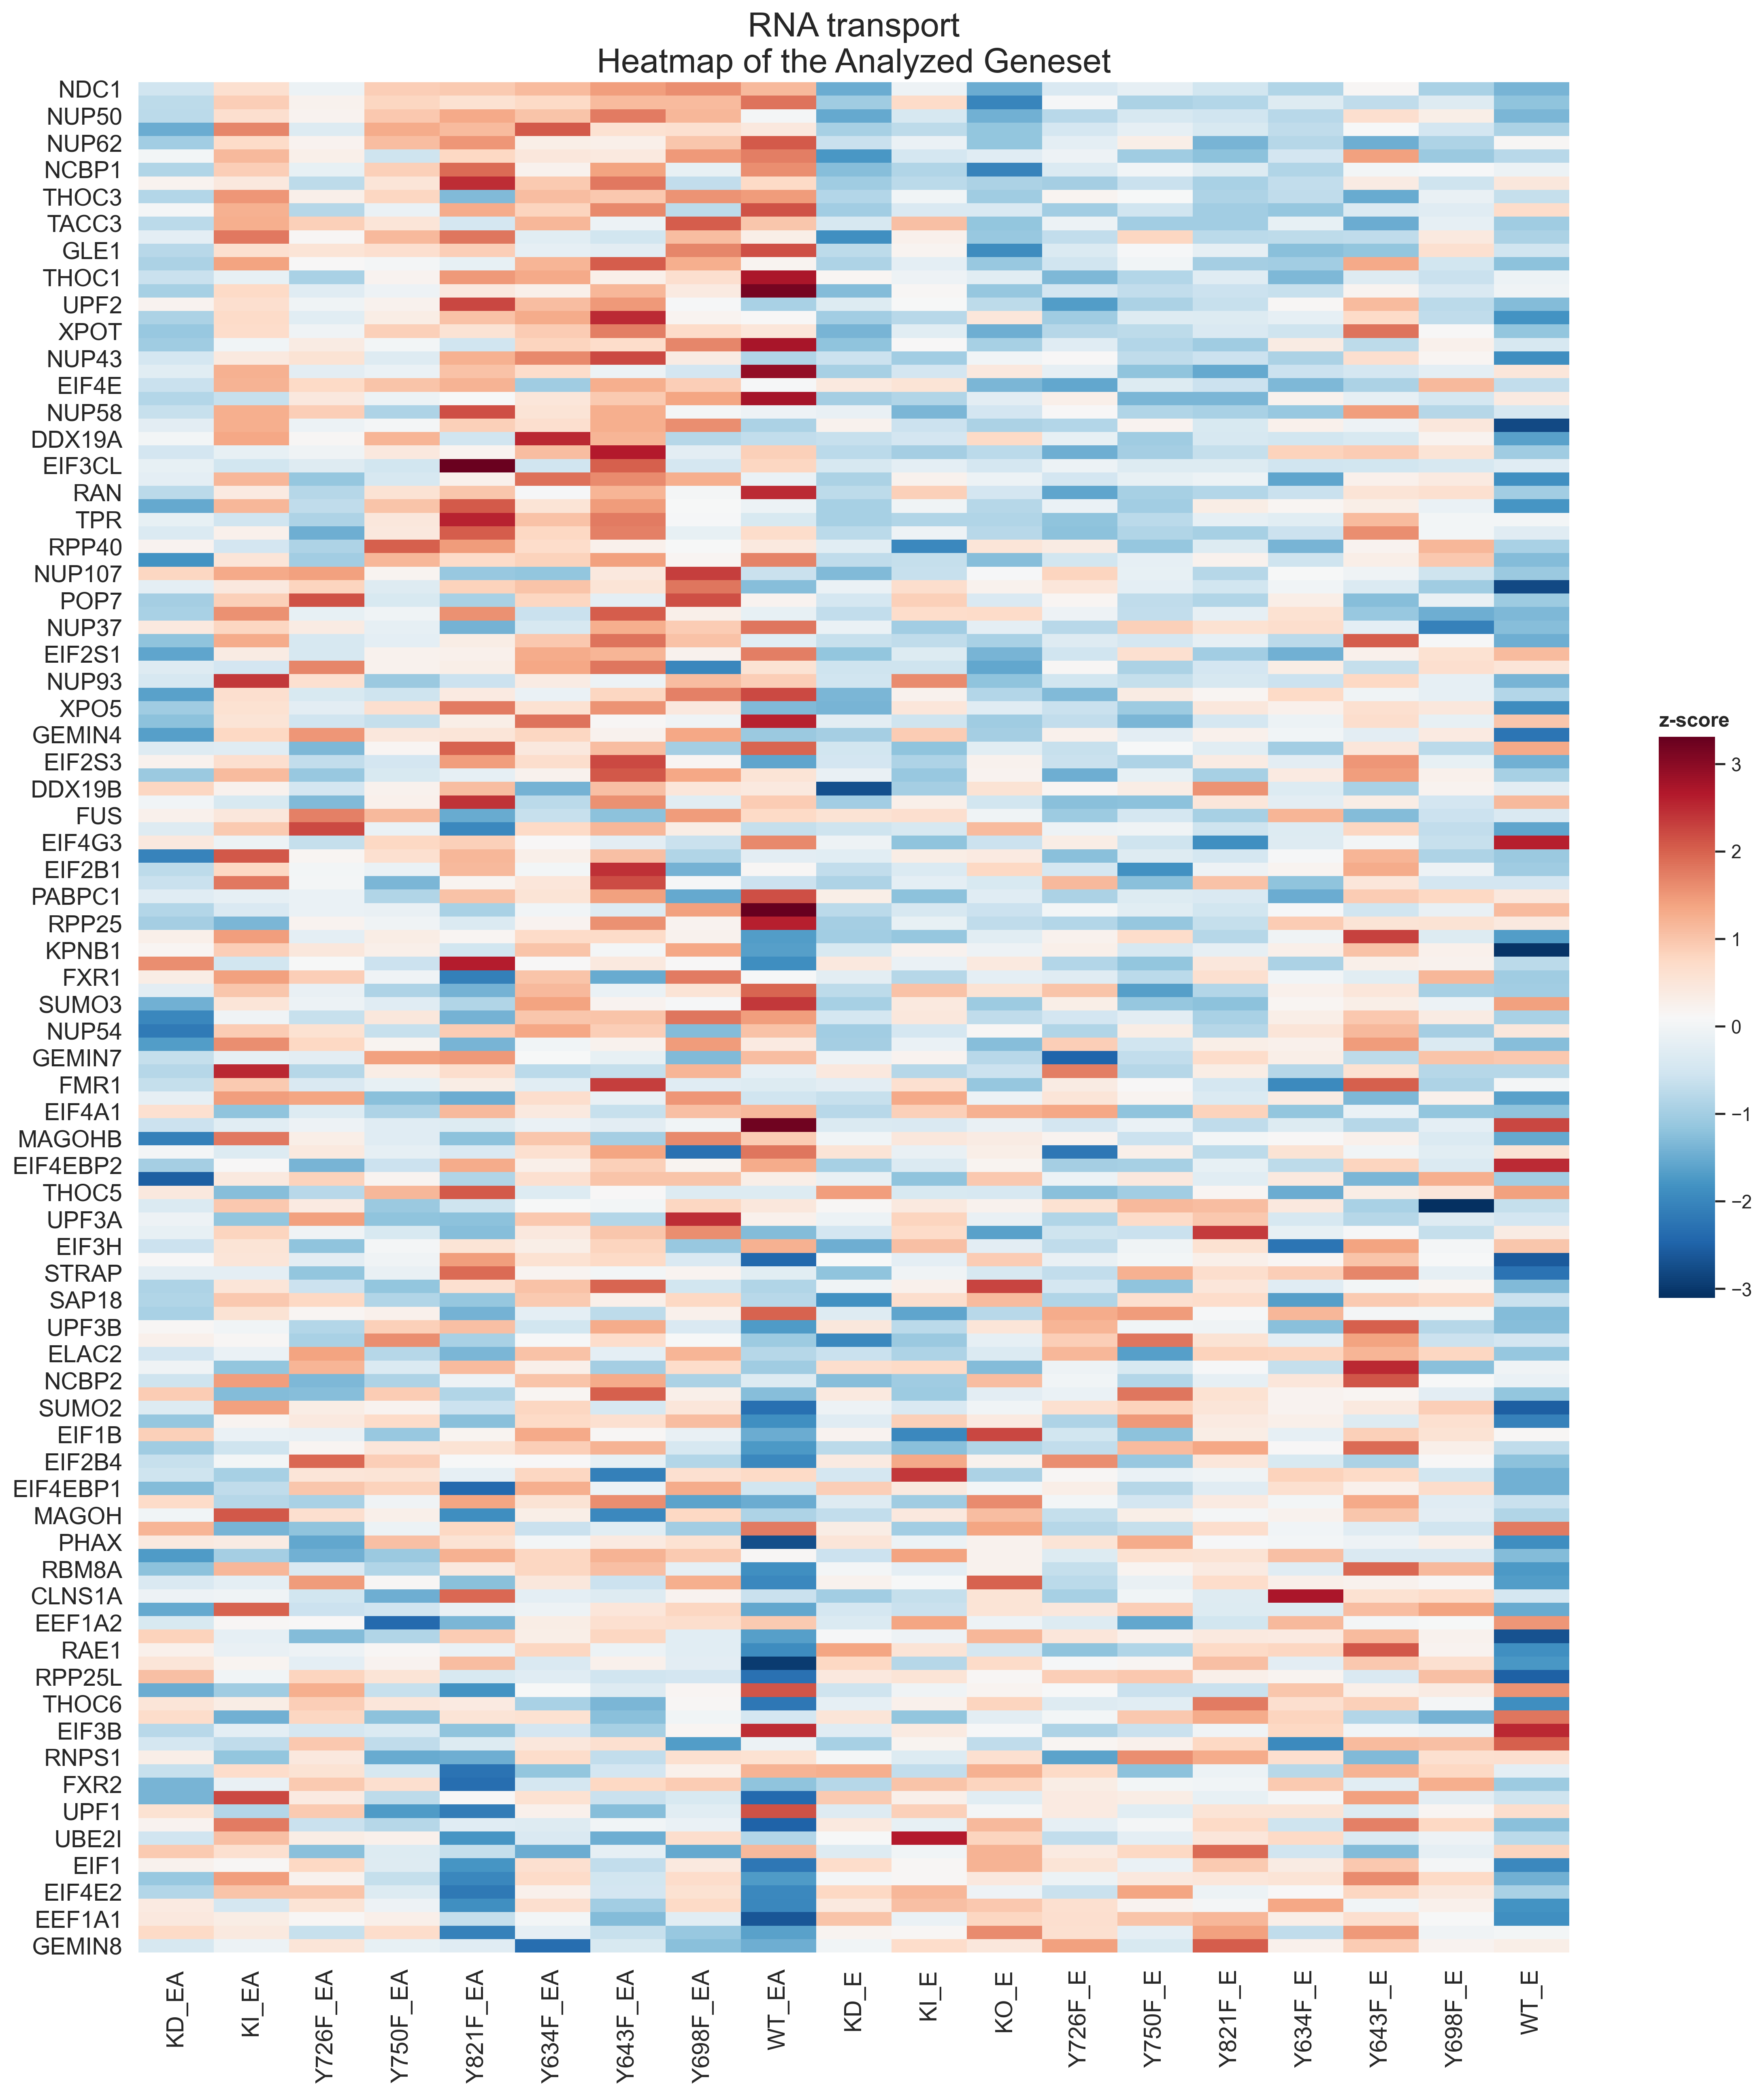 RNA transport
Heatmap of the Analyzed Geneset
NDC1
NUP50
NUP62
NCBP1
THOC3
TACC3
GLE1
THOC1
UPF2
XPOT
NUP43
EIF4E
NUP58
DDX19A
EIF3CL
RAN
TPR
RPP40
NUP107
POP7
NUP37
EIF2S1
NUP93
XPO5
GEMIN4
EIF2S3
DDX19B
FUS
EIF4G3
EIF2B1
PABPC1
RPP25
KPNB1
FXR1
SUMO3
NUP54
GEMIN7
FMR1
EIF4A1
MAGOHB
EIF4EBP2
THOC5
UPF3A
EIF3H
STRAP
SAP18
UPF3B
ELAC2
NCBP2
SUMO2
EIF1B
EIF2B4
EIF4EBP1
MAGOH
PHAX
RBM8A
CLNS1A
EEF1A2
RAE1
RPP25L
THOC6
EIF3B
RNPS1
FXR2
UPF1
UBE2I
EIF1
EIF4E2
EEF1A1
GEMIN8
KD_EA
KI_EA
Y726F_EA
Y750F_EA
Y821F_EA
Y634F_EA
Y643F_EA
Y698F_EA
WT_EA
KD_E
KI_E
KO_E
Y726F_E
Y750F_E
Y821F_E
Y634F_E
Y643F_E
Y698F_E
WT_E
z-score
3
2
1
0
−1
−2
−3